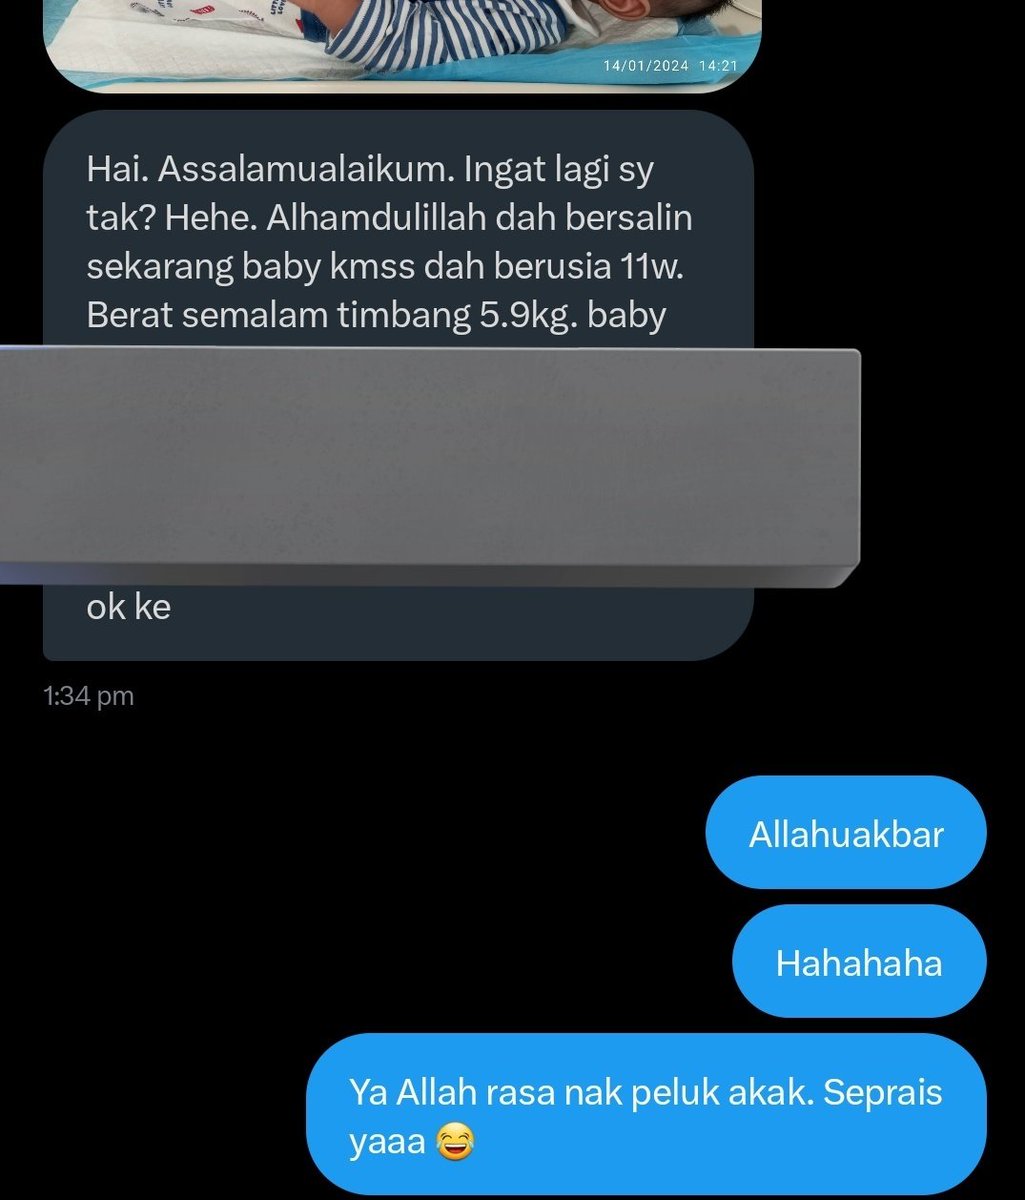 14/01/2024 14:21
Hai. Assalamualaikum. Ingat lagi sy
tak? Hehe. Alhamdulillah dah bersalin
sekarang baby kmss dah berusia 11w.
Berat semalam timbang 5.9kg. baby
ok ke
1:34 pm
Allahuakbar
Hahahaha
Ya Allah rasa nak peluk akak. Seprais
yaaa 😂